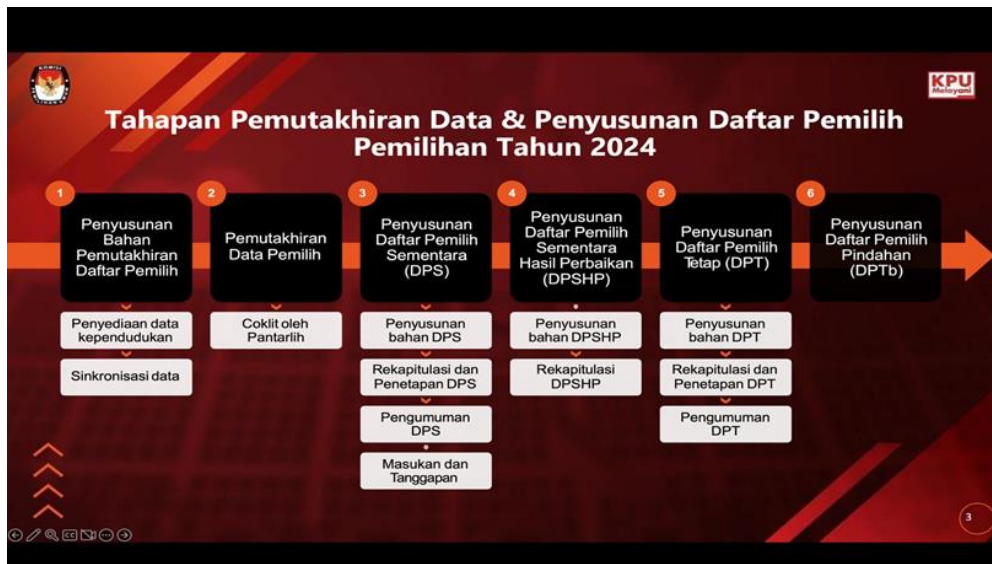 KOMISI
PEMILIHAN UMUM
KPU
Melayani
Tahapan Pemutakhiran Data & Penyusunan Daftar Pemilih
Pemilihan Tahun 2024
1
Penyusunan
Bahan
Pemutakhiran
Daftar Pemilih
Penyediaan data
kependudukan
Sinkronisasi data
2
Pemutakhiran
Data Pemilih
Coklit oleh
Pantarlih
3
Penyusunan
Daftar Pemilih
Sementara
(DPS)
Penyusunan
bahan DPS
Rekapitulasi dan
Penetapan DPS
Pengumuman
DPS
Masukan dan
Tanggapan
4
Penyusunan
Daftar Pemilih
Sementara
Hasil Perbaikan
(DPSHP)
Penyusunan
bahan DPSHP
Rekapitulasi
DPSHP
5
Penyusunan
Daftar Pemilih
Tetap (DPT)
Penyusunan
bahan DPT
Rekapitulasi dan
Penetapan DPT
Pengumuman
DPT
6
Penyusunan
Daftar Pemilih
Pindahan
(DPTb)
3